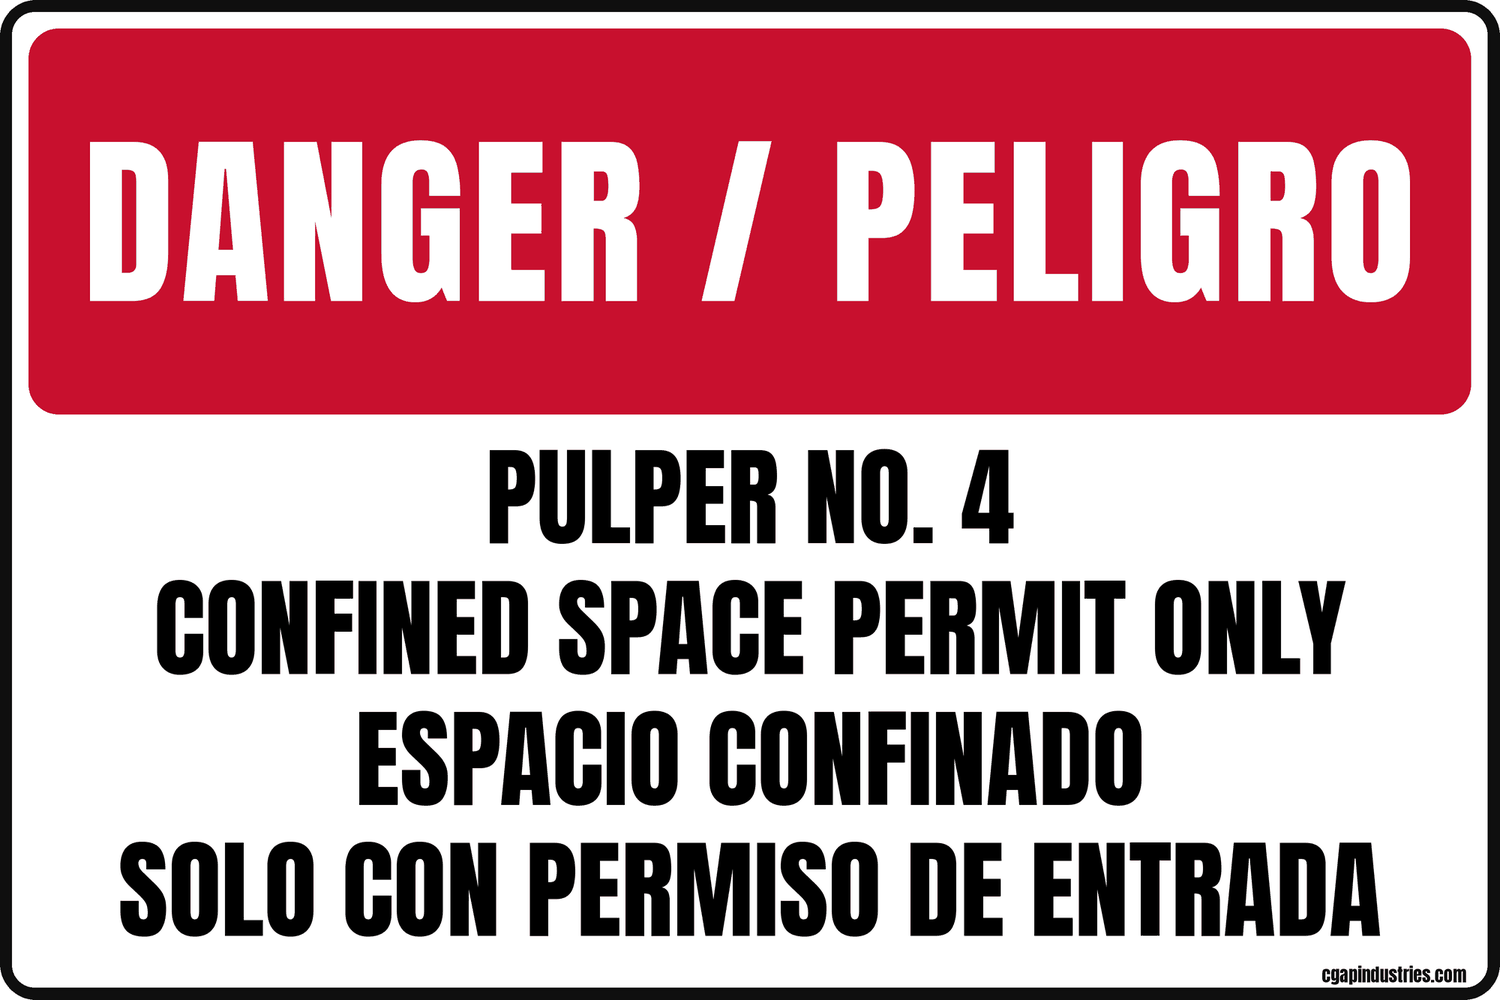 DANGER / PELIGRO
PULPER NO. 4
CONFINED SPACE PERMIT ONLY
ESPACIO CONFINADO
SOLO CON PERMISO DE ENTRADA
cgapindustries.com